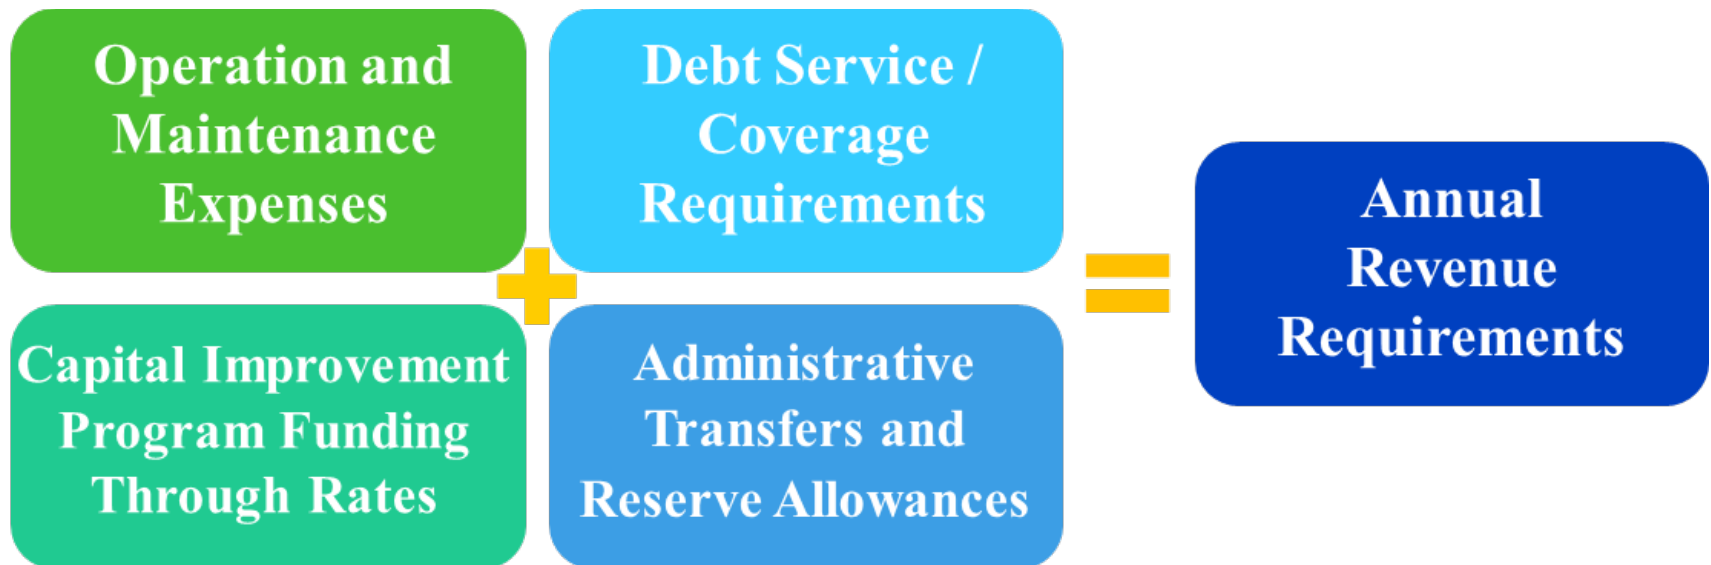 Operation and
Maintenance
Expenses
Debt Service /
Coverage
Requirements
Capital Improvement
Program Funding
Through Rates
Administrative
Transfers and
Reserve Allowances
Annual
Revenue
Requirements